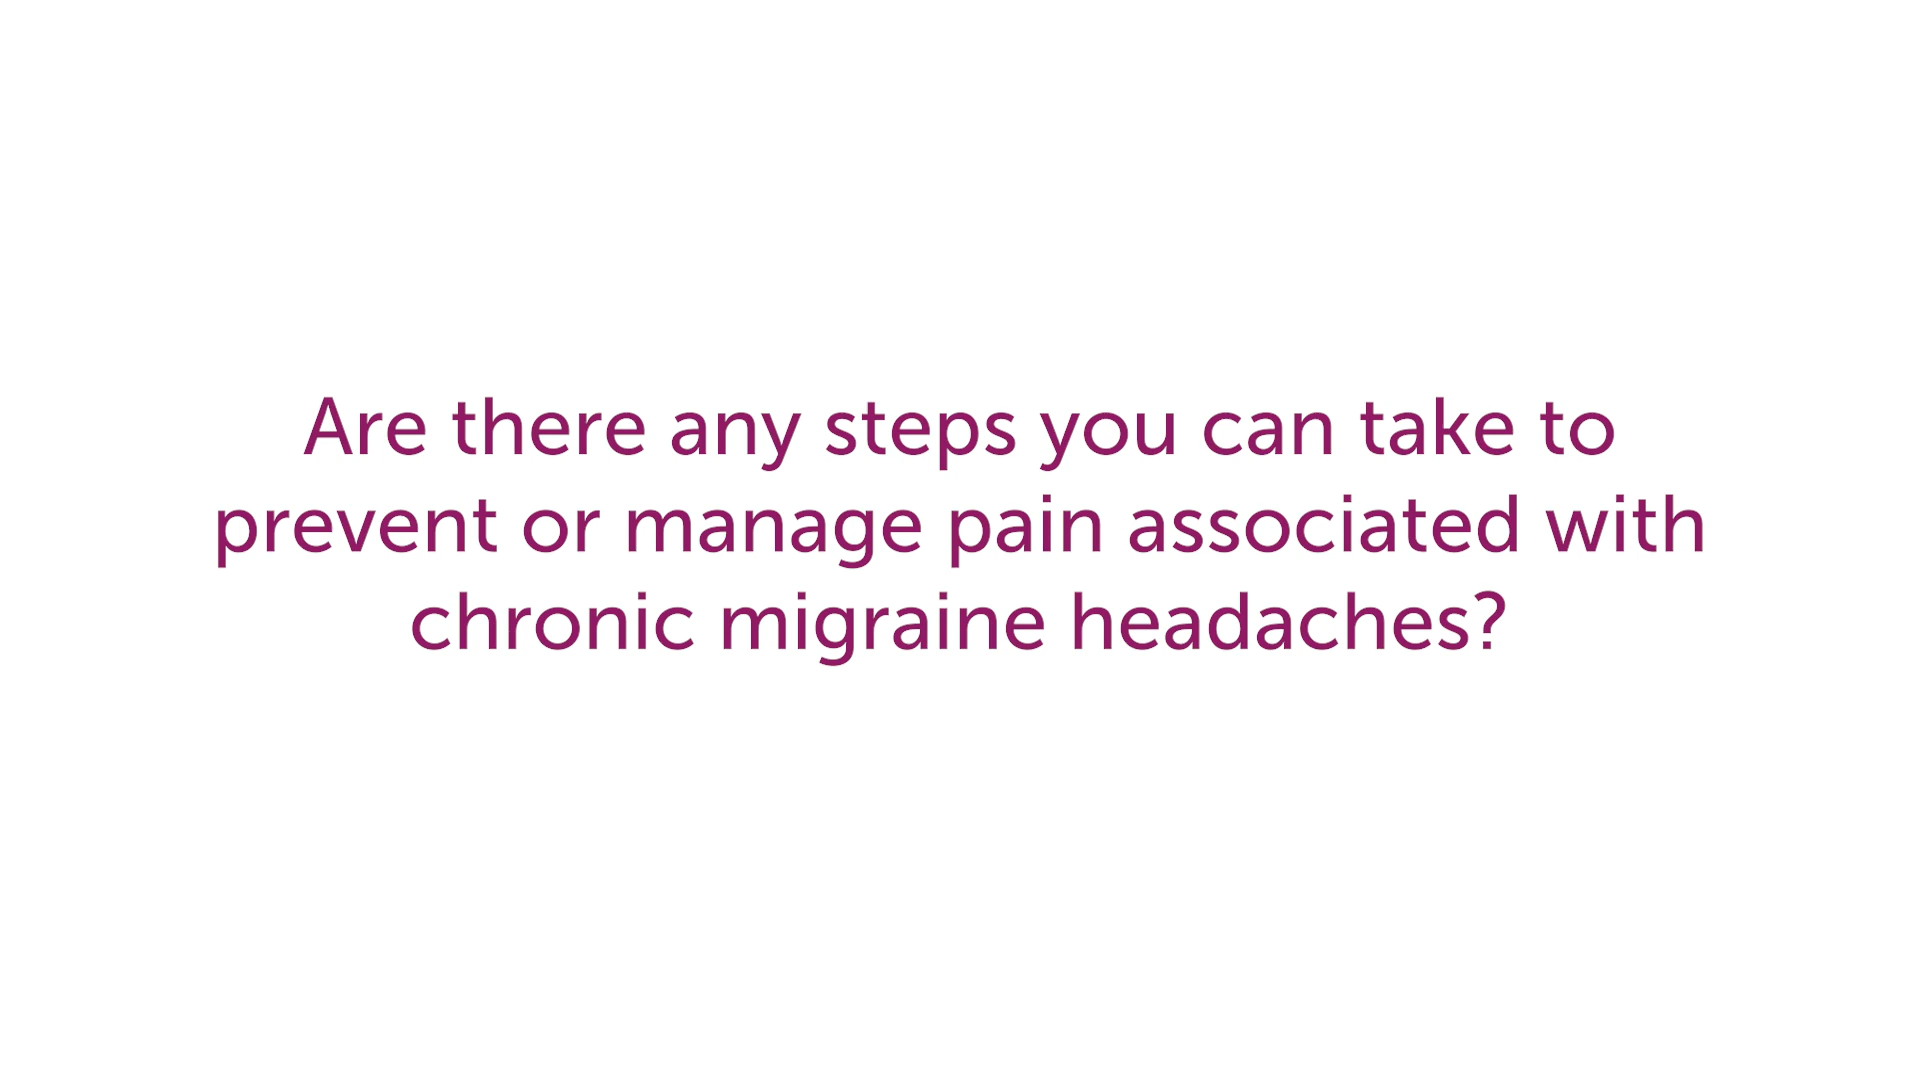 Are there any steps you can take to
prevent or manage pain associated with
chronic migraine headaches?